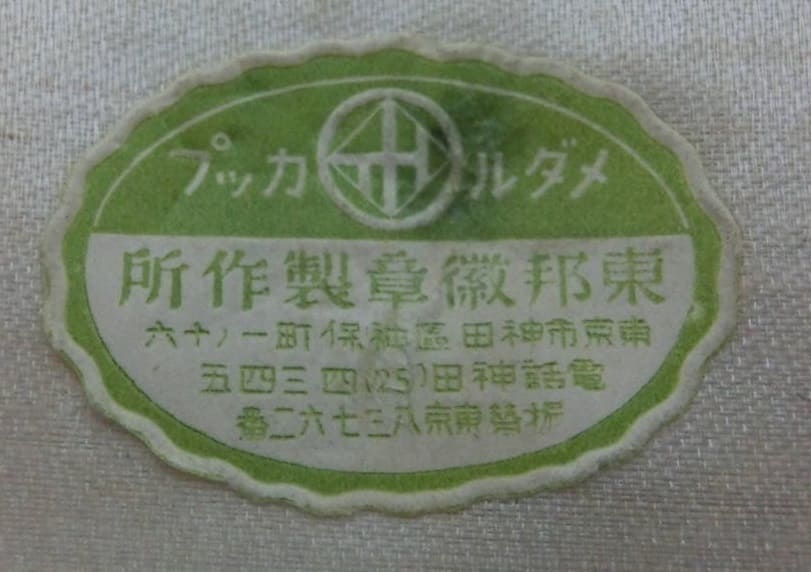 メダル カップ
東邦徽章製作所
東京市神田區神保町一ノ十六
電話神田(25)四三四五
振替東京八三七六二番